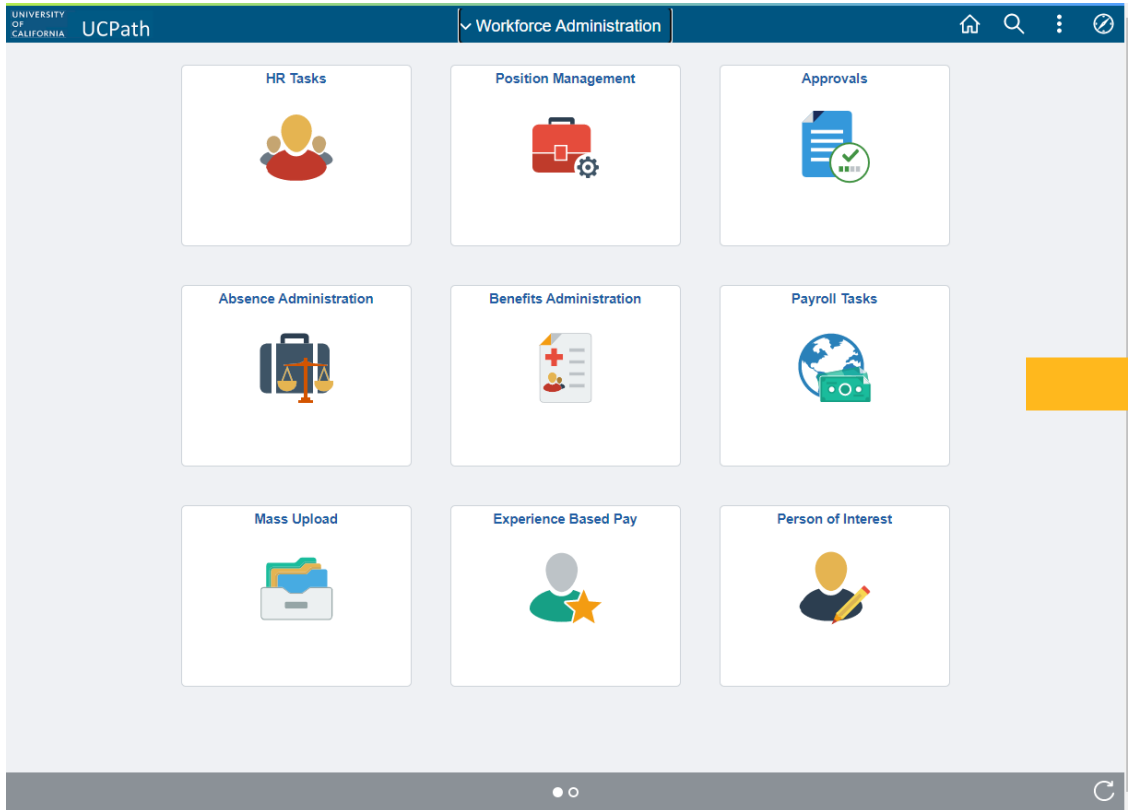 UNIVERSITY
OF
CALIFORNIA
UCPath
Workforce Administration
HR Tasks
Position Management
Approvals
Absence Administration
Benefits Administration
Payroll Tasks
Mass Upload
Experience Based Pay
Person of Interest